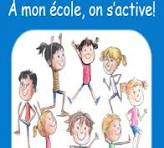 À mon école, on s'active!